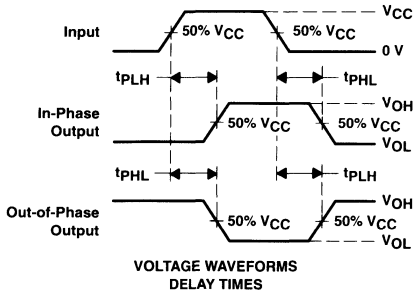 VCC
Input
50% VCC
50% VCC
0 V
tPLH
tPHL
VOH
In-Phase
Output
50% VCC
50% VCC
VOL
tPHL
tPLH
VOH
Out-of-Phase
Output
50% VCC
50% VCC
VOL
VOLTAGE WAVEFORMS
DELAY TIMES